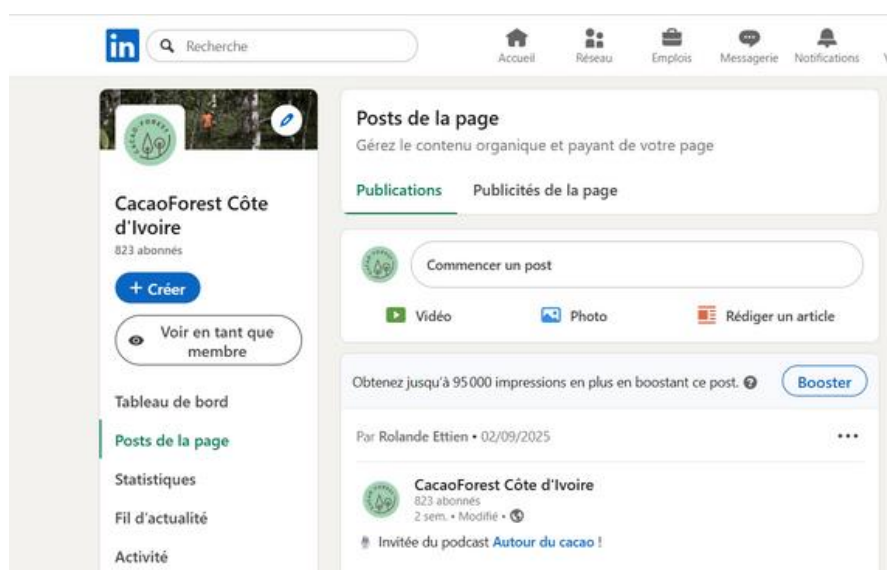 in
Recherche
Accueil
Réseau
Emplois
Messagerie
Notifications
CACAO-FOREST
CacaoForest Côte
d'Ivoire
823 abonnés
+ Créer
Voir en tant que
membre
Tableau de bord
Posts de la page
Statistiques
Fil d'actualité
Activité
Posts de la page
Gérez le contenu organique et payant de votre page
Publications Publicités de la page
Commencer un post
Vidéo Photo Rédiger un article
Obtenez jusqu'à 95 000 impressions en plus en boostant ce post. Booster
Par Rolande Ettien • 02/09/2025
CacaoForest Côte d'Ivoire
823 abonnés
2 sem. • Modifié •
Invitée du podcast Autour du cacao !